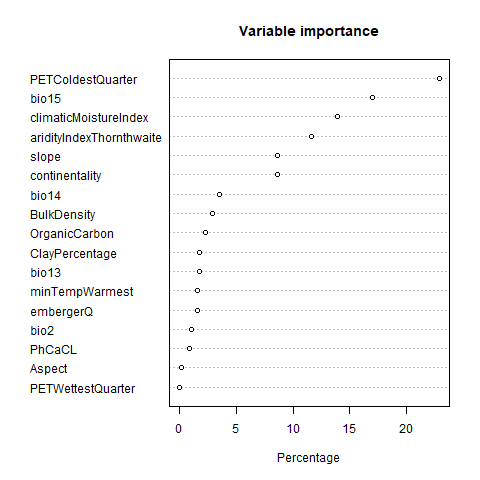 Variable importance
PETColdestQuarter
bio15
climaticMoistureIndex
aridityIndexThornthwaite
slope
continentality
bio14
BulkDensity
OrganicCarbon
ClayPercentage
bio13
minTempWarmest
embergerQ
bio2
PhCaCL
Aspect
PETWettestQuarter
0 5 10 15 20
Percentage